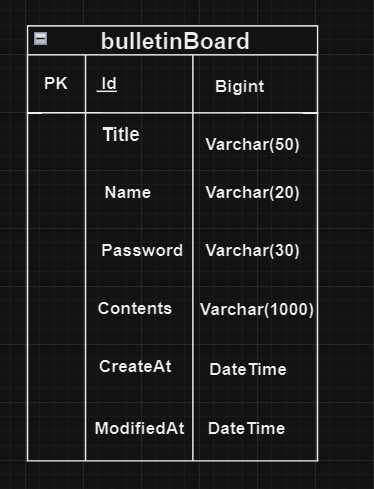 bulletinBoard
PK Id Bigint
Title Varchar(50)
Name Varchar(20)
Password Varchar(30)
Contents Varchar(1000)
CreateAt DateTime
ModifiedAt DateTime